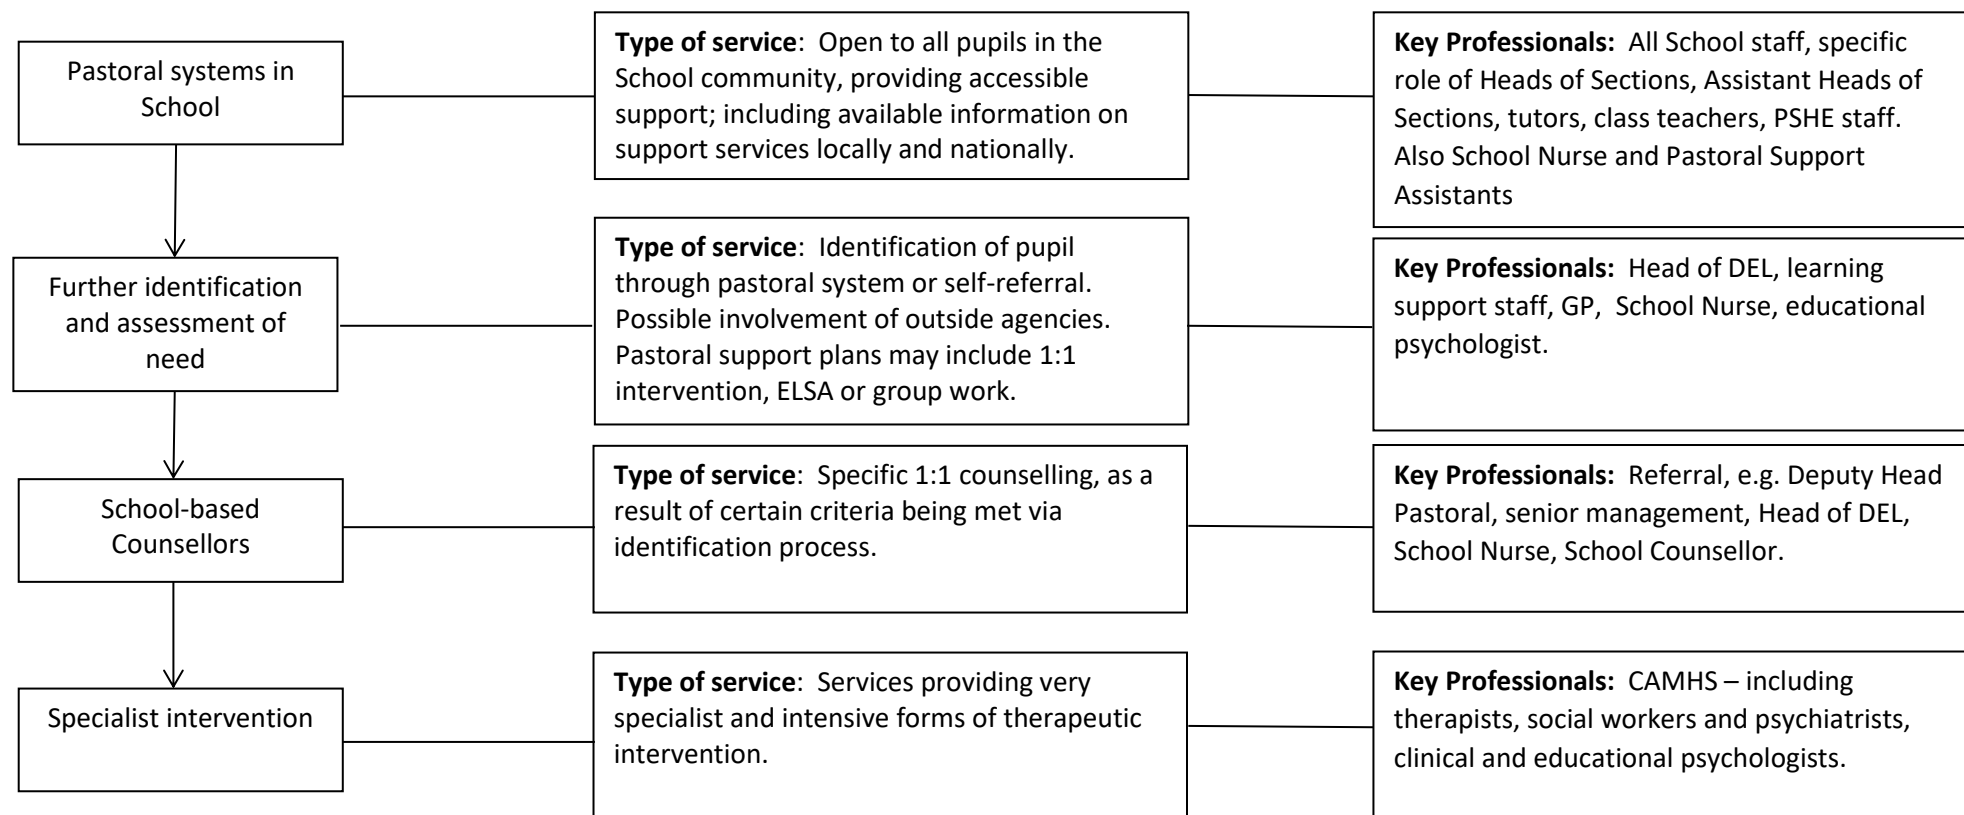 Pastoral systems in
School
Type of service:  Open to all pupils in the
School community, providing accessible
support; including available information on
support services locally and nationally.
Key Professionals:  All School staff, specific
role of Heads of Sections, Assistant Heads of
Sections, tutors, class teachers, PSHE staff.
Also School Nurse and Pastoral Support
Assistants
Further identification
and assessment of
need
Type of service:  Identification of pupil
through pastoral system or self-referral.
Possible involvement of outside agencies.
Pastoral support plans may include 1:1
intervention, ELSA or group work.
Key Professionals:  Head of DEL, learning
support staff, GP,  School Nurse, educational
psychologist.
School-based
Counsellors
Type of service:  Specific 1:1 counselling, as a
result of certain criteria being met via
identification process.
Key Professionals:  Referral, e.g. Deputy Head
Pastoral, senior management, Head of DEL,
School Nurse, School Counsellor.
Specialist intervention
Type of service:  Services providing very
specialist and intensive forms of therapeutic
intervention.
Key Professionals:  CAMHS – including
therapists, social workers and psychiatrists,
clinical and educational psychologists.